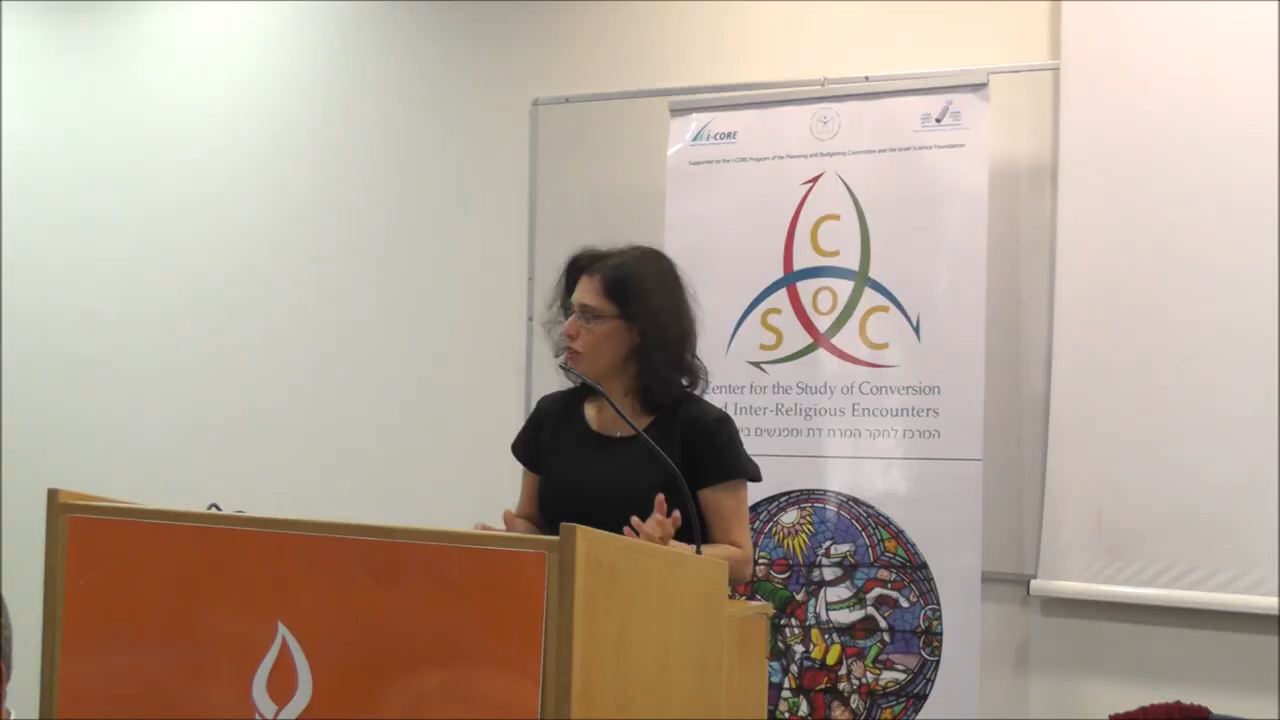 i-CORE
Supported by the I-CORE Program of the Planning and Budgeting Committee and the Israel Science Foundation
C
S O C
Center for the Study of Conversion
Inter-Religious Encounters
המרכז לחקר המרת דת ומפגשים